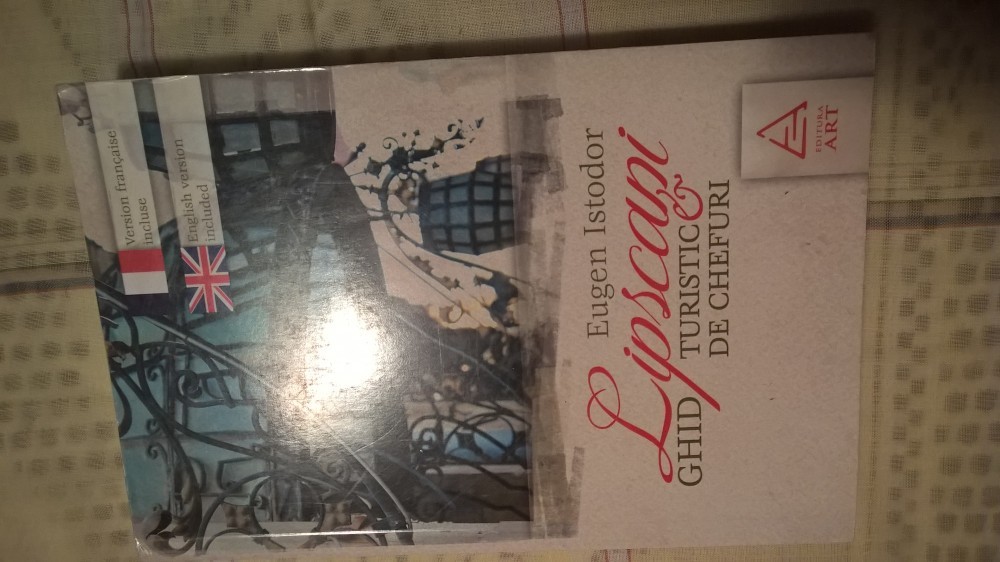 Version française
incluse
English version
included
Eugen Istodor
Lipscani
GHID TURISTIC &
DE CHEFURI
EDITURA
ART